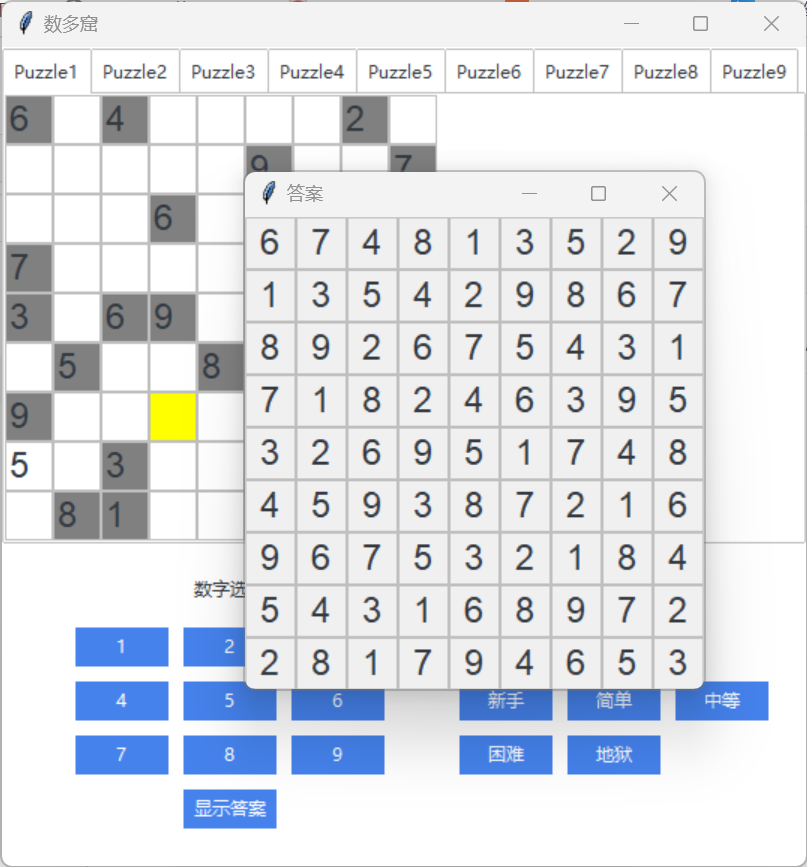 数多窟
Puzzle1 Puzzle2 Puzzle3 Puzzle4 Puzzle5 Puzzle6 Puzzle7 Puzzle8 Puzzle9
6 4 2
9 7
6
7
3 6 9
5 8
9
5 3
8 1
答案
6 7 4 8 1 3 5 2 9
1 3 5 4 2 9 8 6 7
8 9 2 6 7 5 4 3 1
7 1 8 2 4 6 3 9 5
3 2 6 9 5 1 7 4 8
4 5 9 3 8 7 2 1 6
9 6 7 5 3 2 1 8 4
5 4 3 1 6 8 9 7 2
2 8 1 7 9 4 6 5 3
数字选
1 2
4 5 6 新手 简单 中等
7 8 9 困难 地狱
显示答案